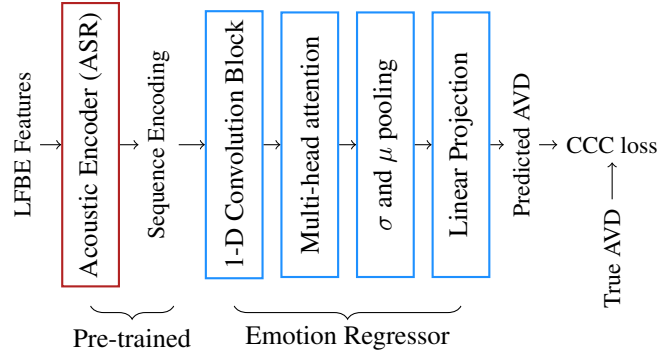 LFBE Features
Acoustic Encoder (ASR)
Sequence Encoding
1-D Convolution Block
Multi-head attention
σ and μ pooling
Linear Projection
Predicted AVD
CCC loss
True AVD
Pre-trained
Emotion Regressor